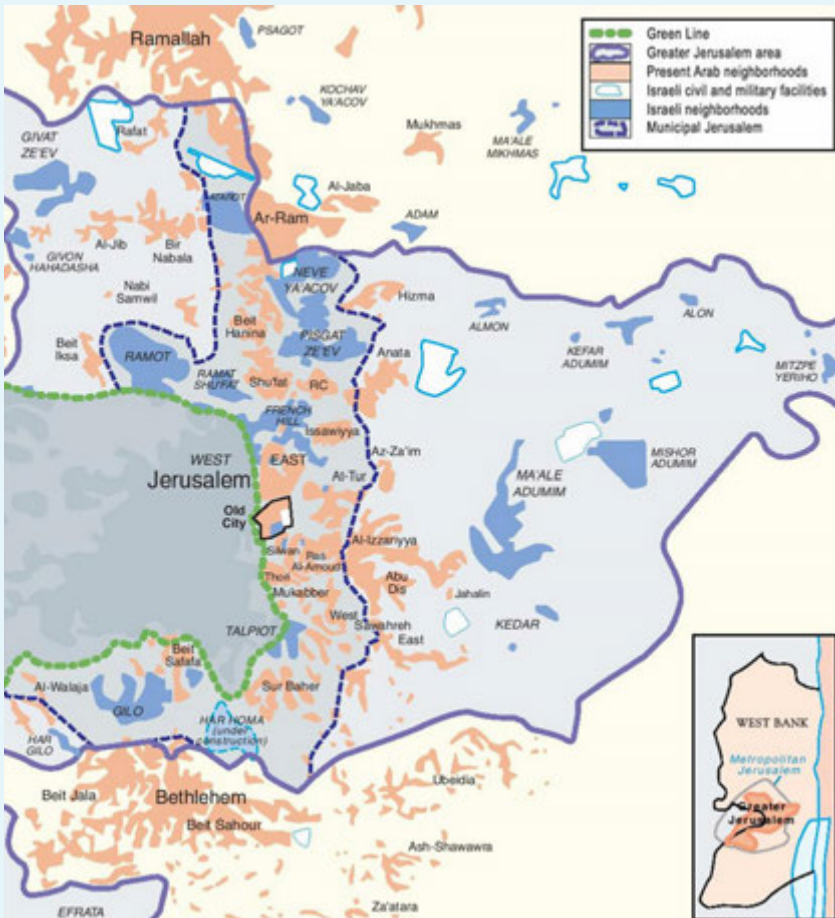 Green Line
Greater Jerusalem area
Present Arab neighborhoods
Israeli civil and military facilities
Israeli neighborhoods
Municipal Jerusalem
Ramallah
PSAGOT
KOCHAV
YA'ACOV
Mukhmas
MA'ALE
MIKHMAS
GIVAT
ZE'EV
Rafat
ATAROT
Al-Jaba
Ar-Ram
ADAM
Al-Jib
Bir
Nabala
GIVON
HAHADASHA
Nabi
Samwil
NEVE
YA'ACOV
Hizma
Beit
Iksa
RAMOT
Beit
Hanina
PISGAT
ZE'EV
ALMON
ALON
Anata
KEFAR
ADUMIM
MITZPE
YERIHO
RAMAT
SHU'FAT
Shu'fat
RC
FRENCH
HILL
Issawiyya
WEST
EAST
Jerusalem
Az-Za'im
Al-Tur
MA'ALE
ADUMIM
MISHOR
ADUMIM
Old
City
Silwan
Ras
Al-Amoud
Al-Izzariyya
Thori
Mukabber
Abu
Dis
Jahalin
West
Sawahreh
East
KEDAR
TALPIOT
Beit
Safafa
Al-Walaja
GILO
Sur Baher
HAR HOMA
(under
construction)
HAR
GILO
Beit Jala
Bethlehem
Beit Sahour
Ubeidia
Ash-Shawawra
Za'atara
EFRATA
WEST BANK
Metropolitan
Jerusalem
Greater
Jerusalem